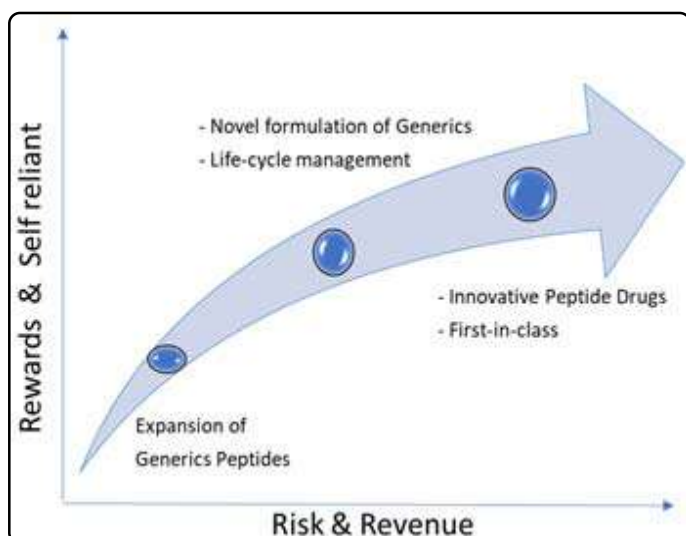 - Novel formulation of Generics
- Life-cycle management
Rewards & Self reliant
- Innovative Peptide Drugs
- First-in-class
Expansion of
Generics Peptides
Risk & Revenue